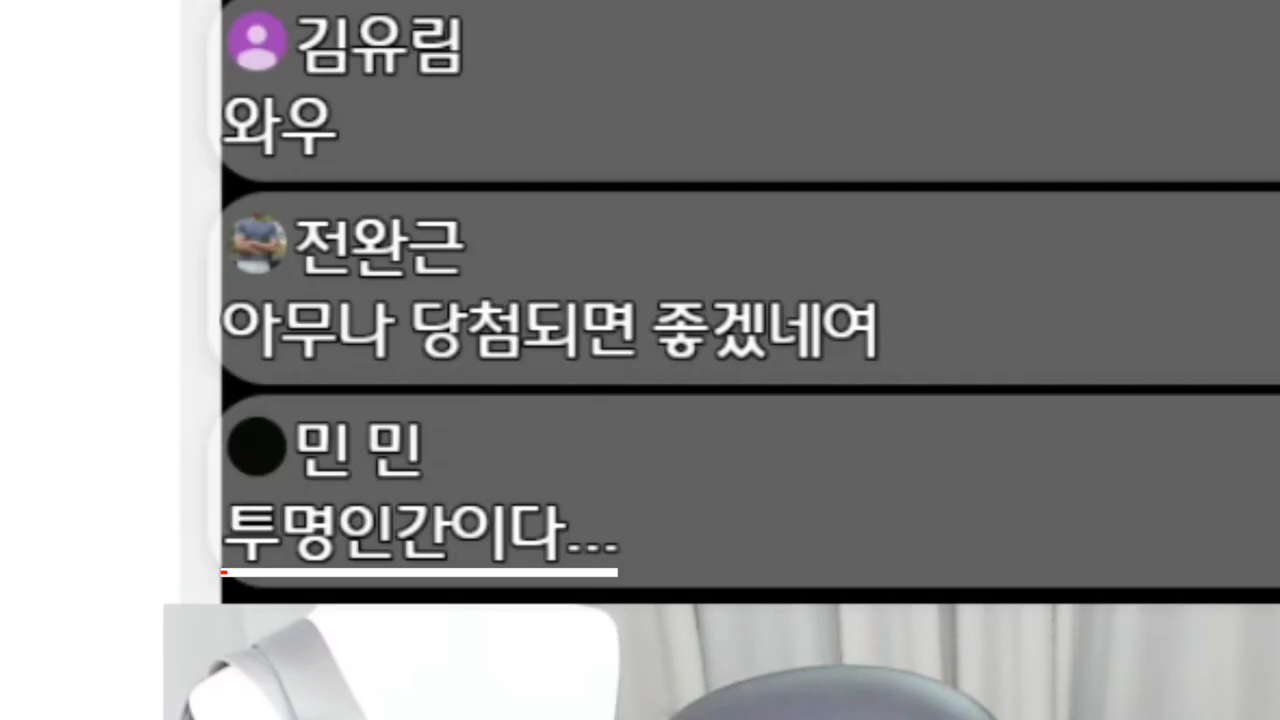 김유림
와우
전완근
아무나 당첨되면 좋겠네여
민 민
투명인간이다...